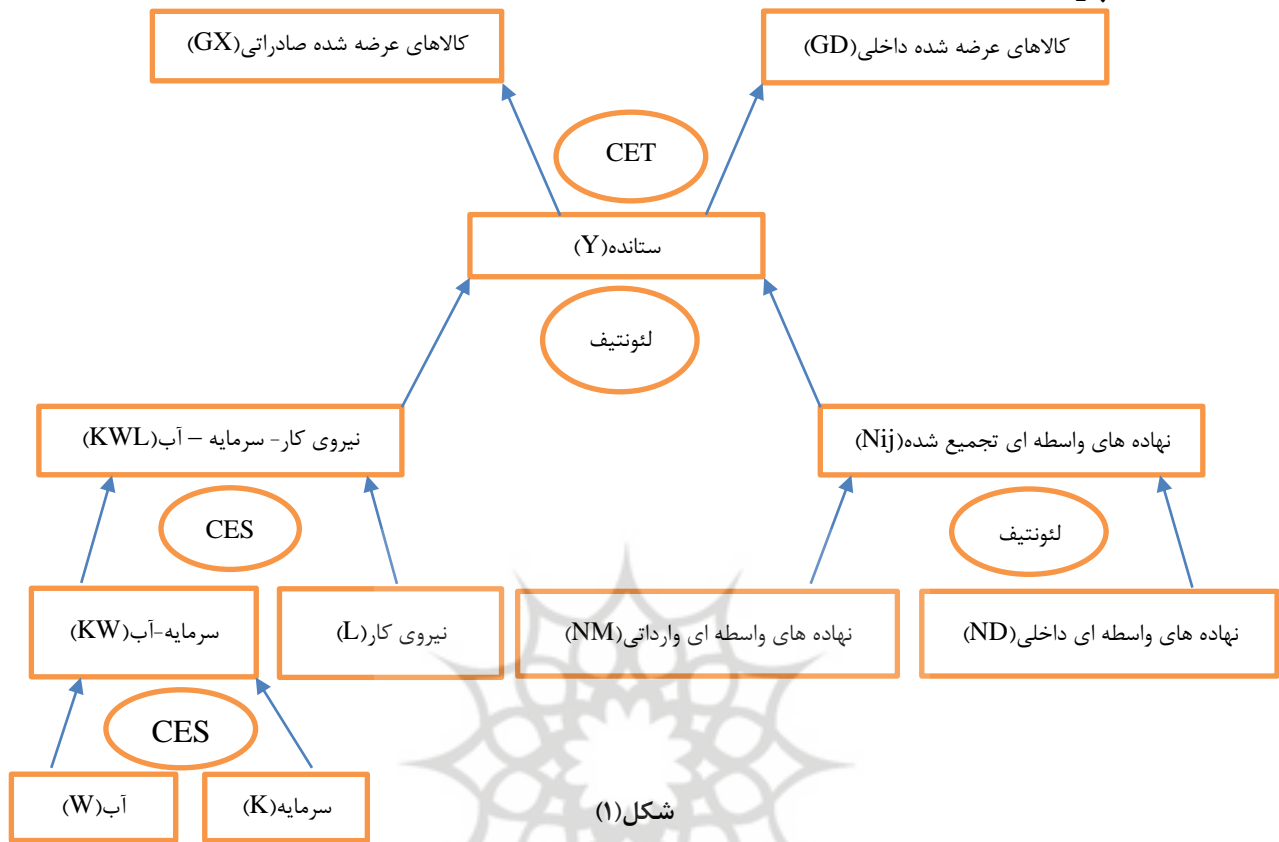 کالاهای عرضه شده صادراتی(GX)
کالاهای عرضه شده داخلی(GD)
CET
ستانده(Y)
لئونتیف
نیروی کار- سرمایه – آب(KWL)
نهاده های واسطه ای تجمیع شده(Nij)
CES
لئونتیف
سرمایه-آب(KW)
نیروی کار(L)
نهاده های واسطه ای وارداتی(NM)
نهاده های واسطه ای داخلی(ND)
CES
آب(W)
سرمایه(K)
شکل(۱)